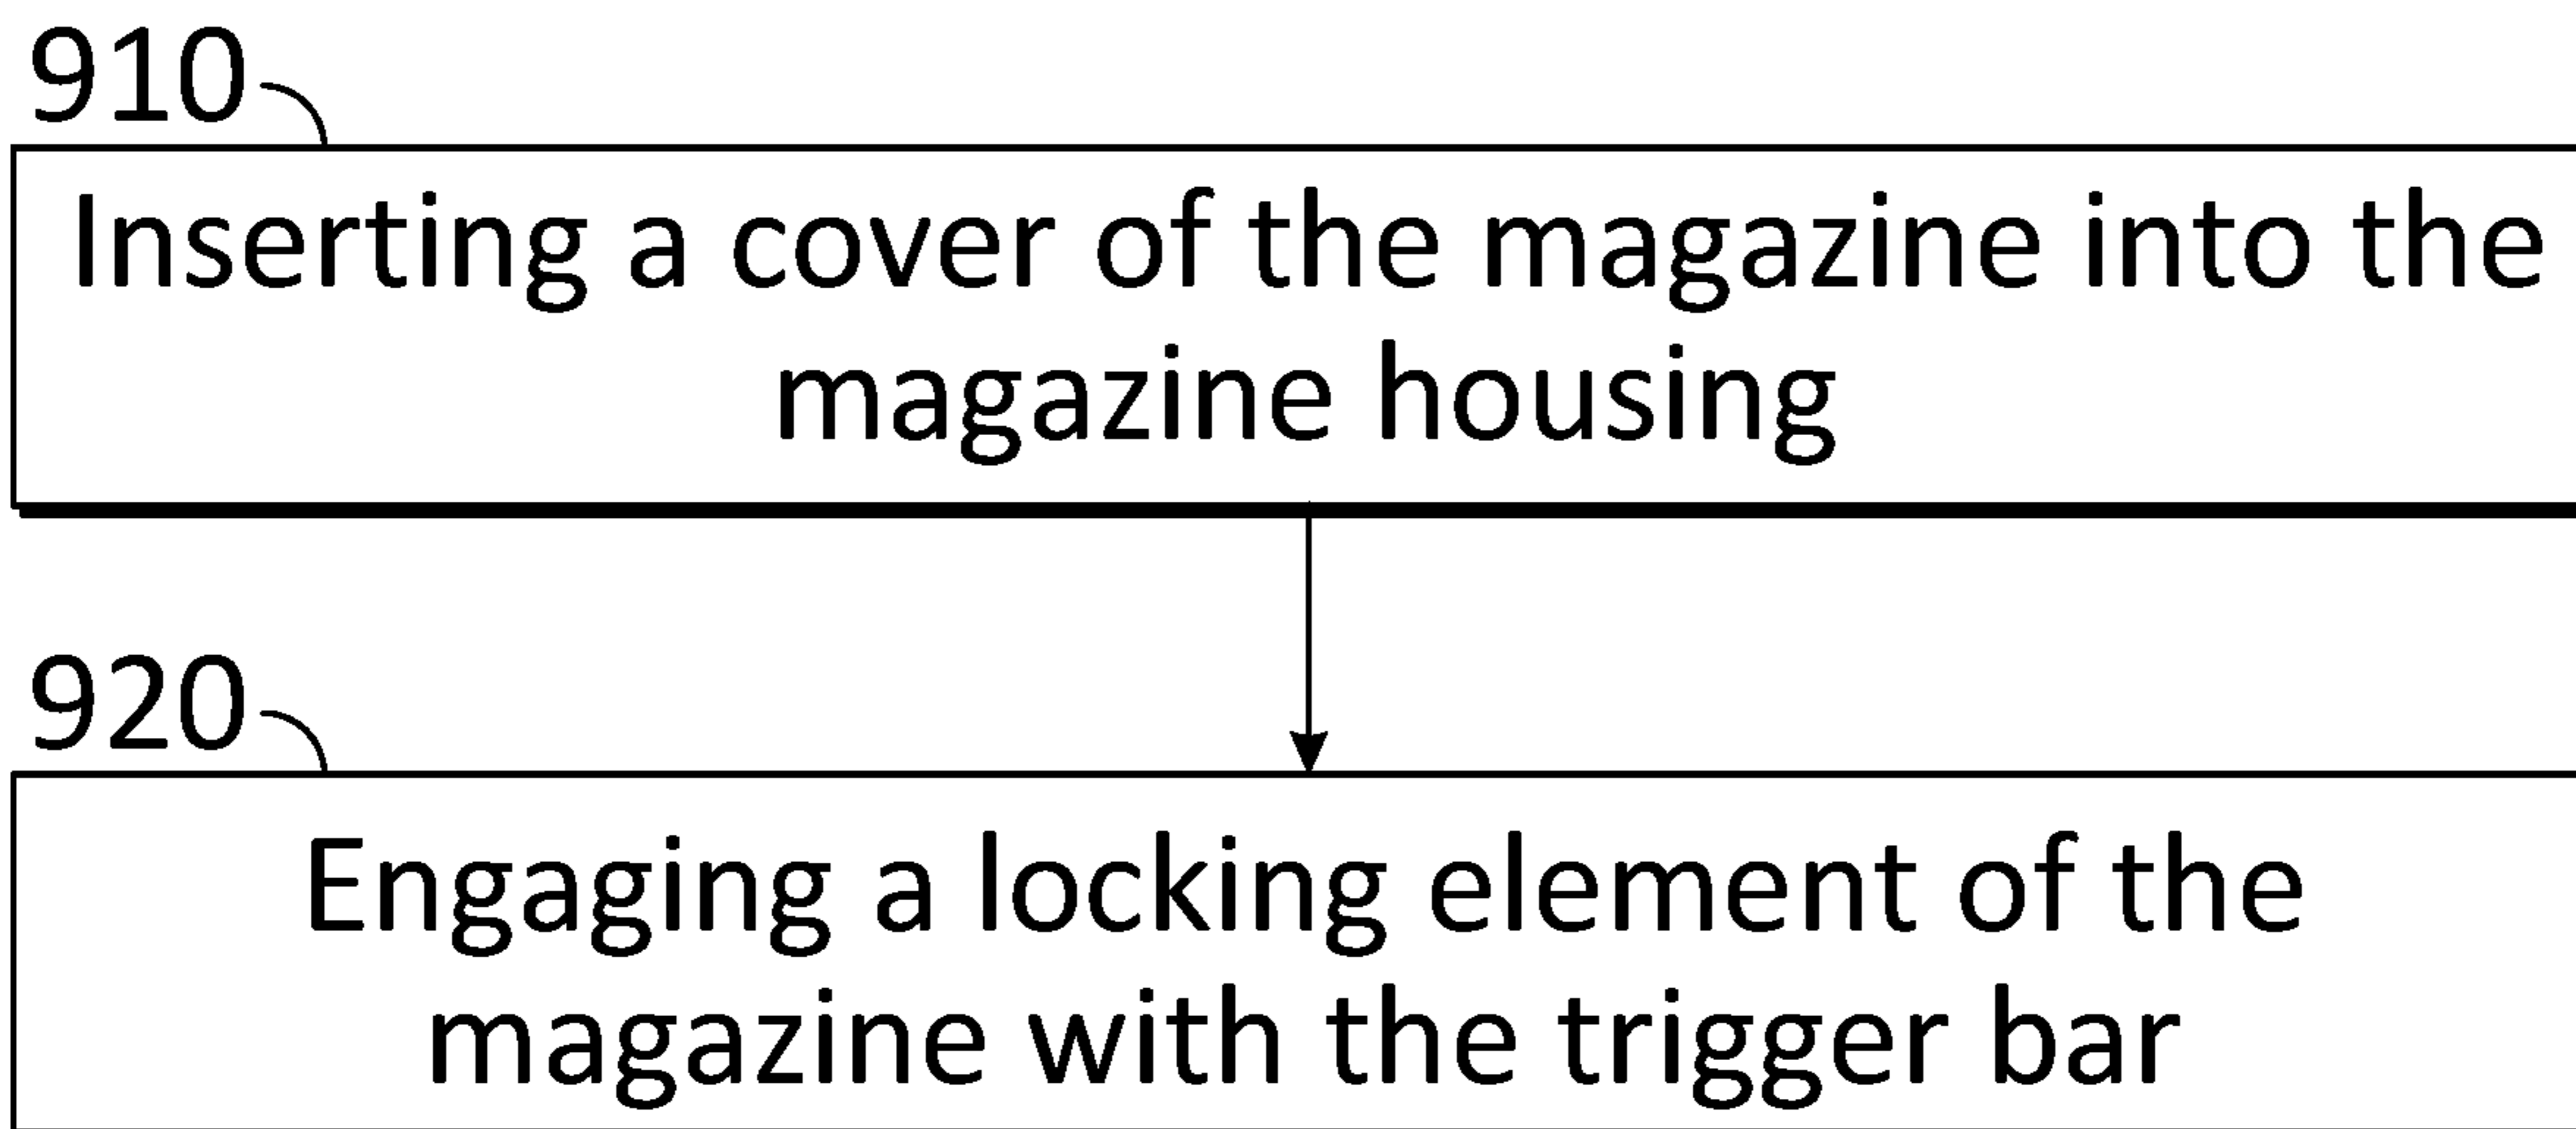 910
Inserting a cover of the magazine into the
magazine housing
920
Engaging a locking element of the
magazine with the trigger bar